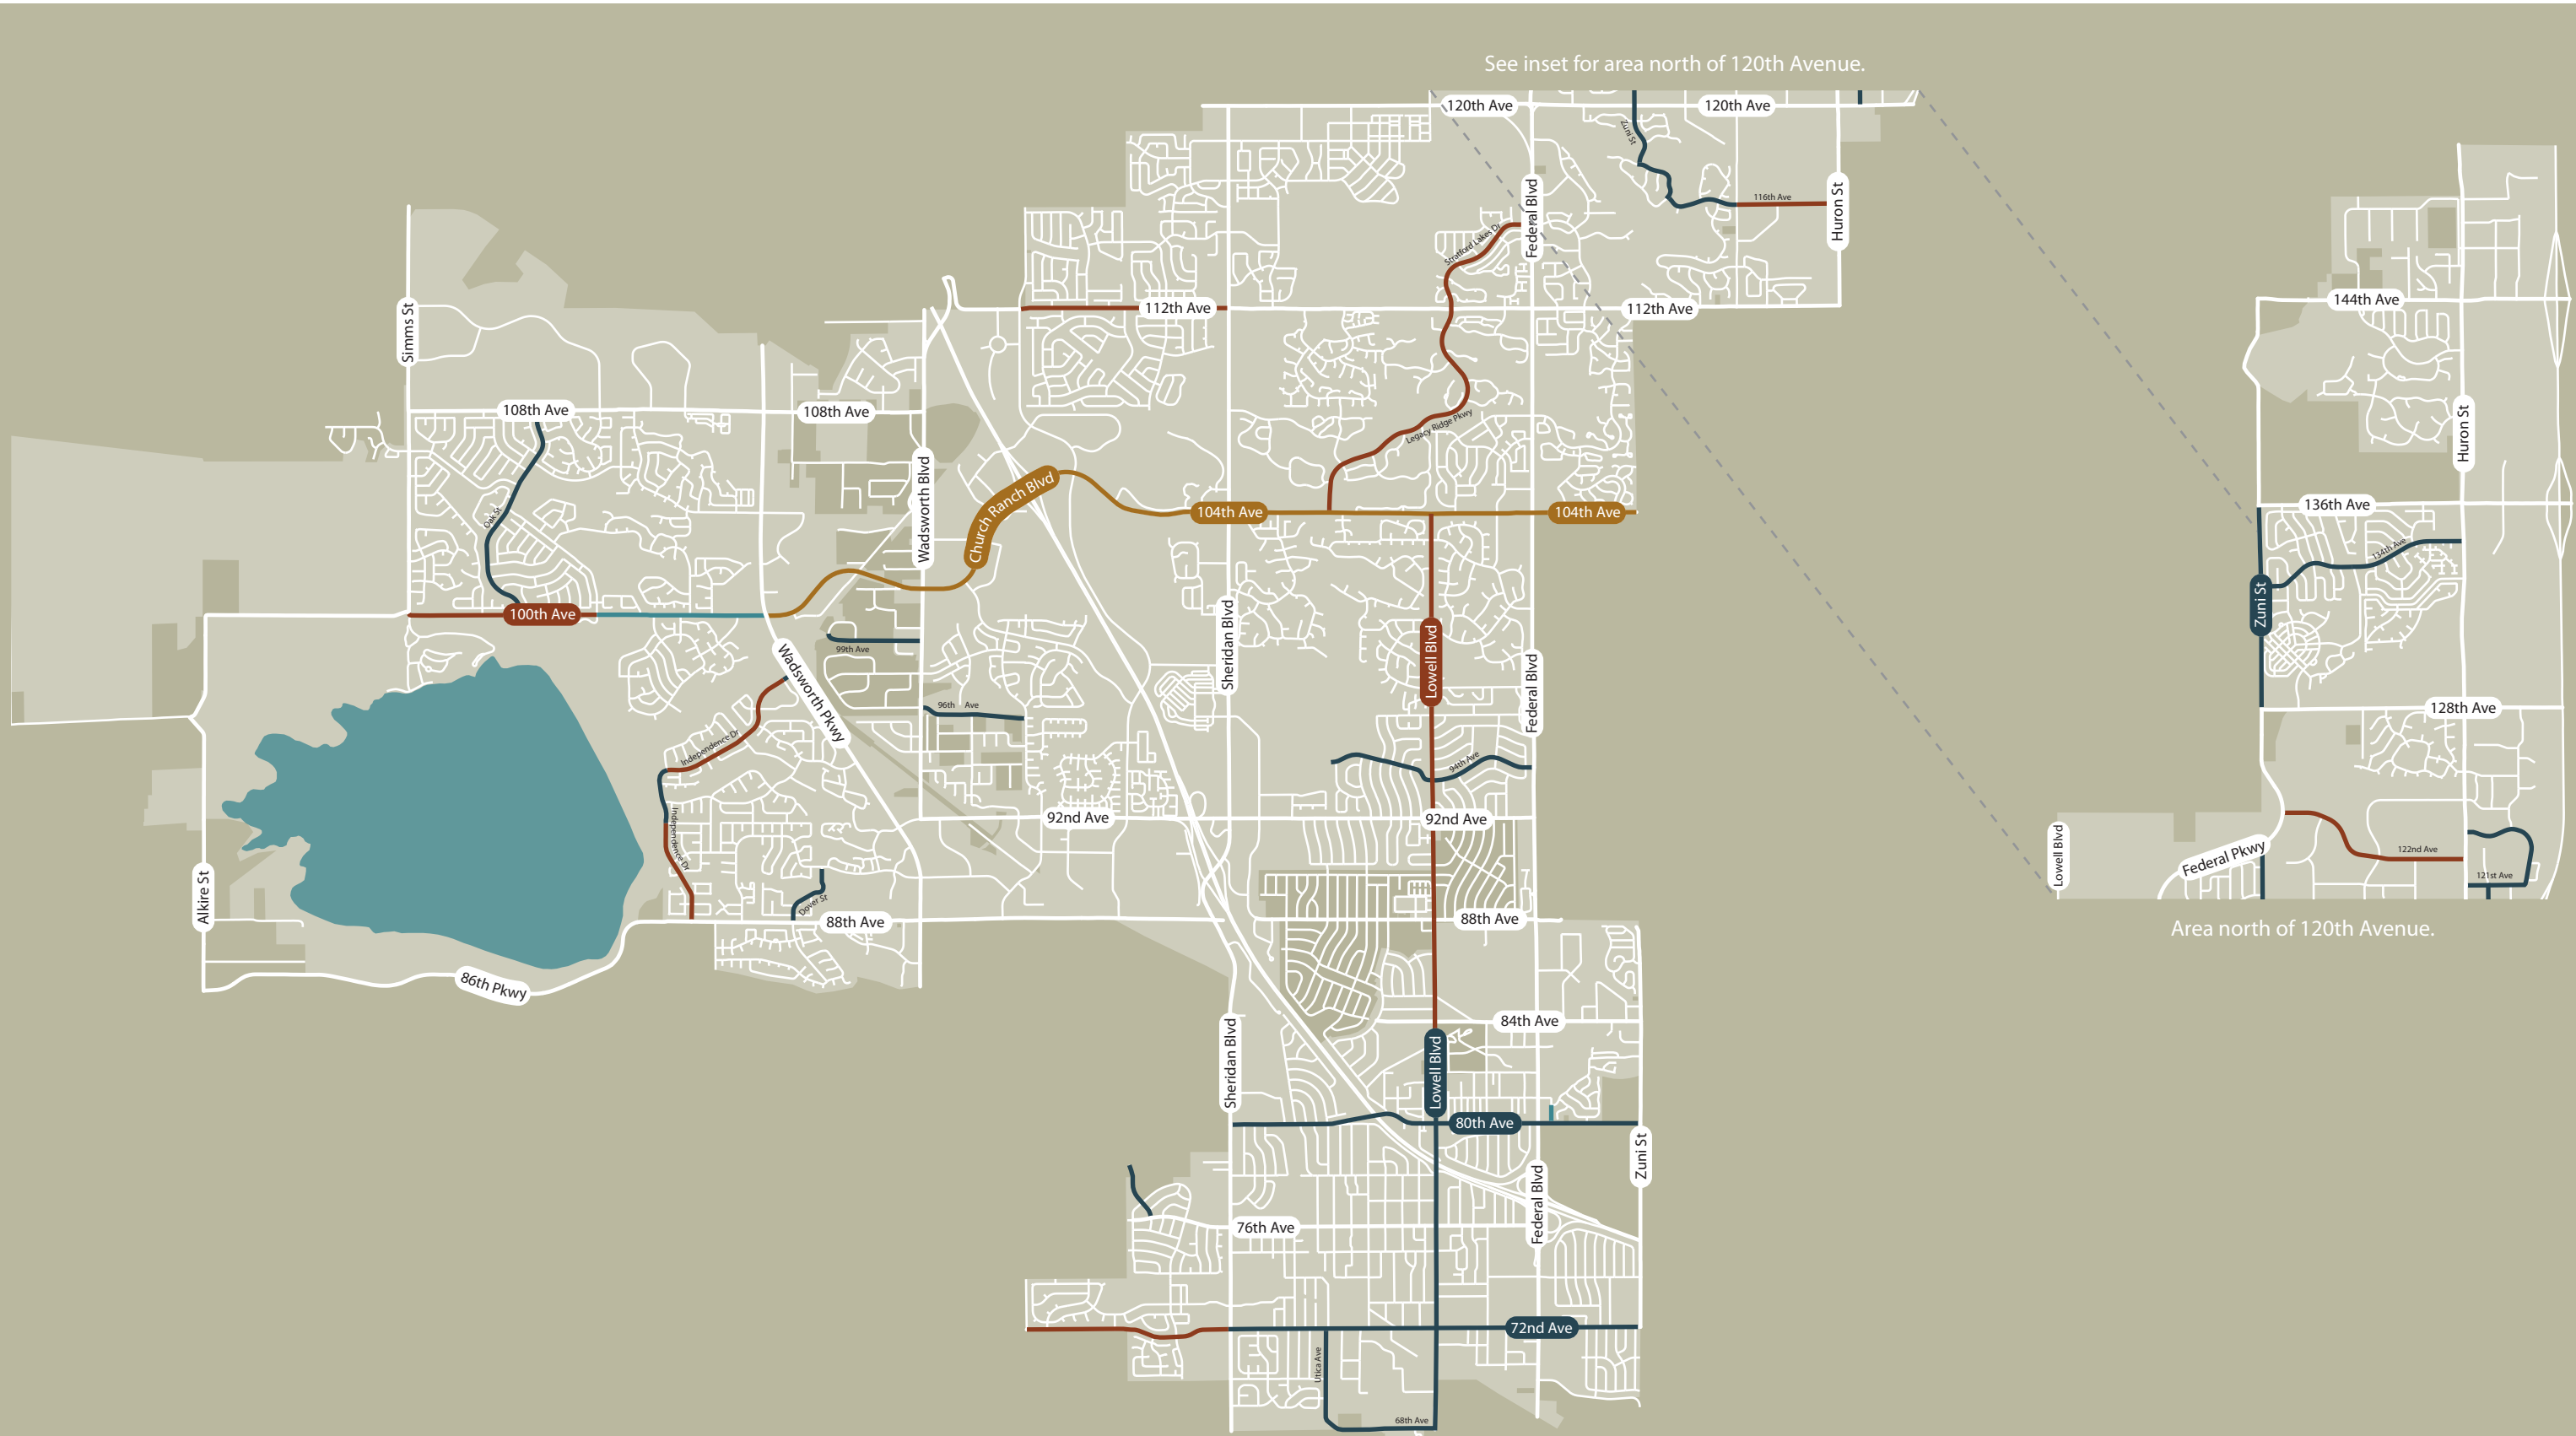 See inset for area north of 120th Avenue.
120th Ave
120th Ave
Zuni St
Federal Blvd
116th Ave
Huron St
Stratford Lakes Dr
Simms St
112th Ave
112th Ave
144th Ave
108th Ave
108th Ave
Legacy Ridge Pkwy
Huron St
Wadsworth Blvd
Church Ranch Blvd
104th Ave
104th Ave
136th Ave
Oak St
134th Ave
Zuni St
100th Ave
99th Ave
Sheridan Blvd
Lowell Blvd
Federal Blvd
Wadsworth Pkwy
96th Ave
128th Ave
Independence Dr
94th Ave
Independence Dr
92nd Ave
92nd Ave
Lowell Blvd
Federal Pkwy
122nd Ave
121st Ave
Alkire St
Dover St
88th Ave
88th Ave
Area north of 120th Avenue.
86th Pkwy
84th Ave
Sheridan Blvd
Lowell Blvd
80th Ave
Zuni St
Federal Blvd
76th Ave
72nd Ave
Utica Ave
68th Ave